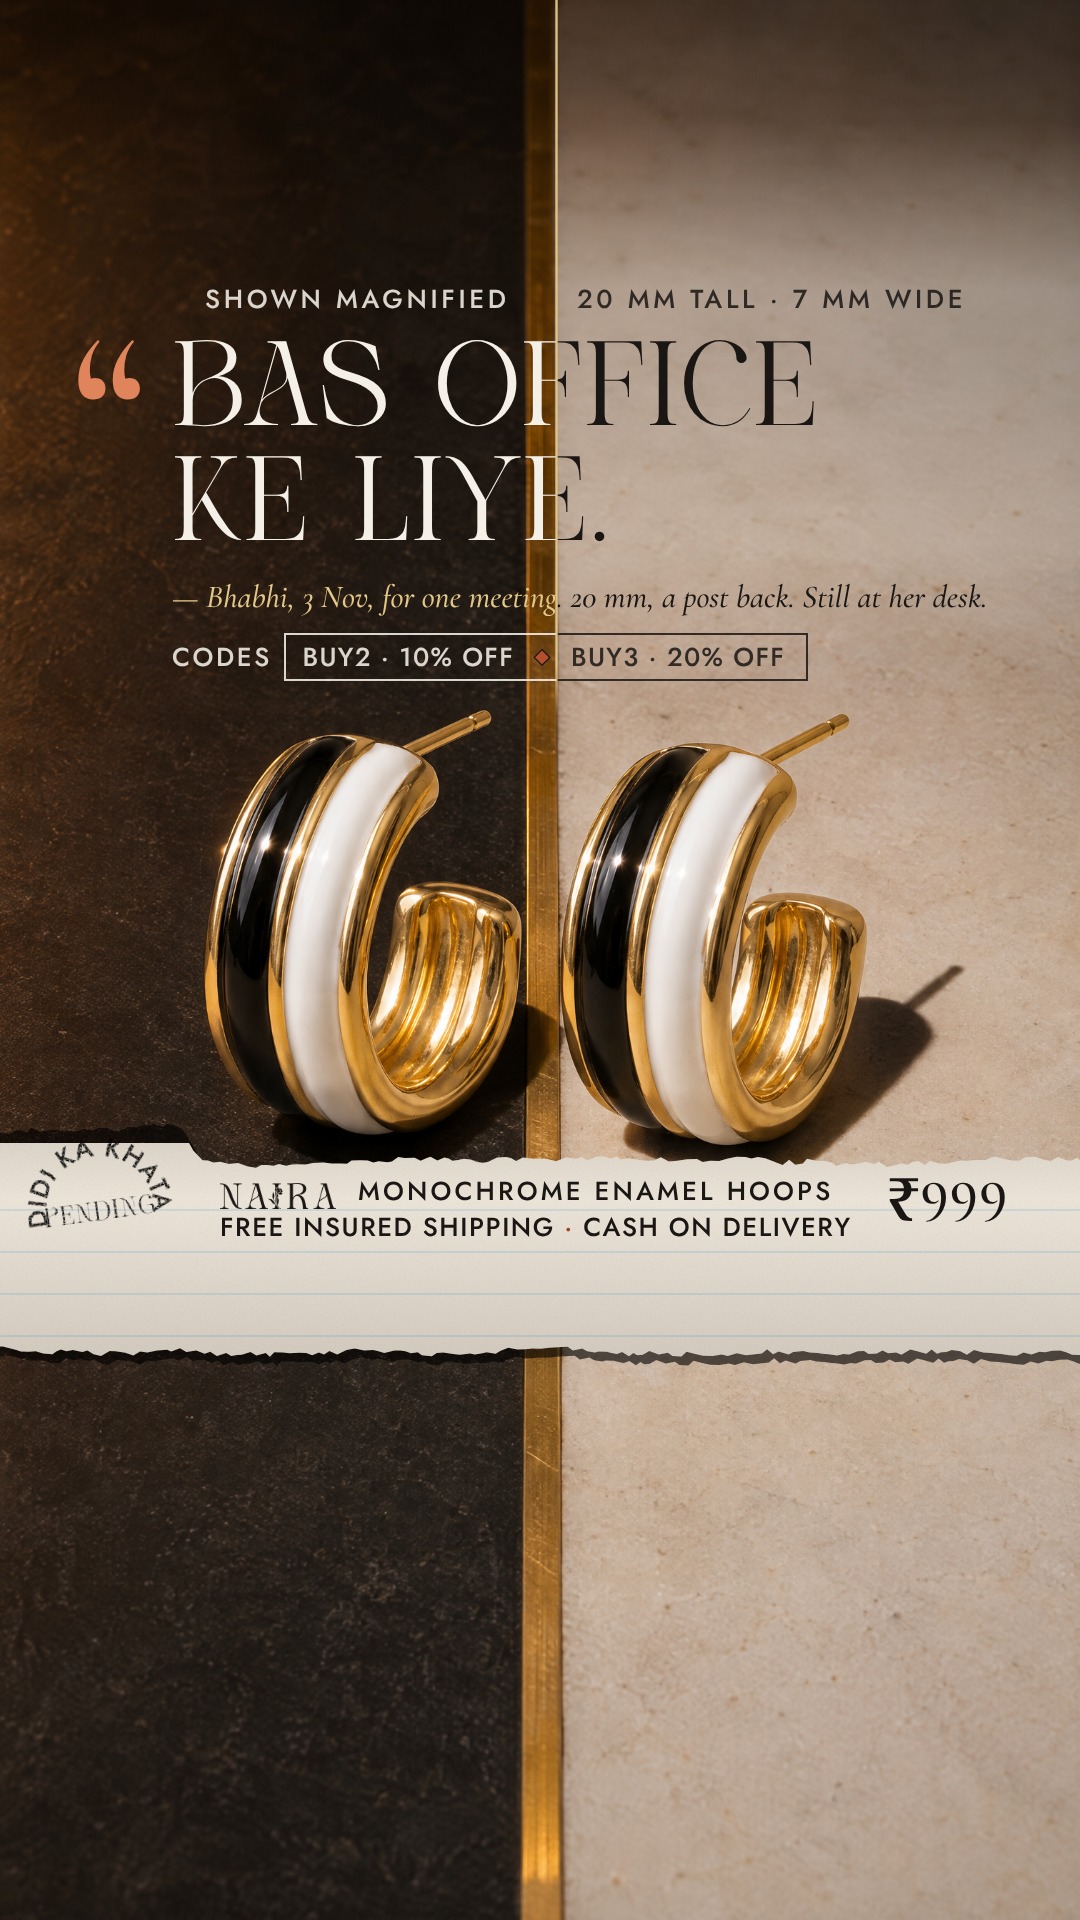 SHOWN MAGNIFIED 20 MM TALL · 7 MM WIDE
“BAS OFFICE
KE LIYE.
— Bhabhi, 3 Nov, for one meeting. 20 mm, a post back. Still at her desk.
CODES BUY2 · 10% OFF ◆ BUY3 · 20% OFF
DIDI KA KHATA
PENDING
NAIRA MONOCHROME ENAMEL HOOPS ₹999
FREE INSURED SHIPPING · CASH ON DELIVERY